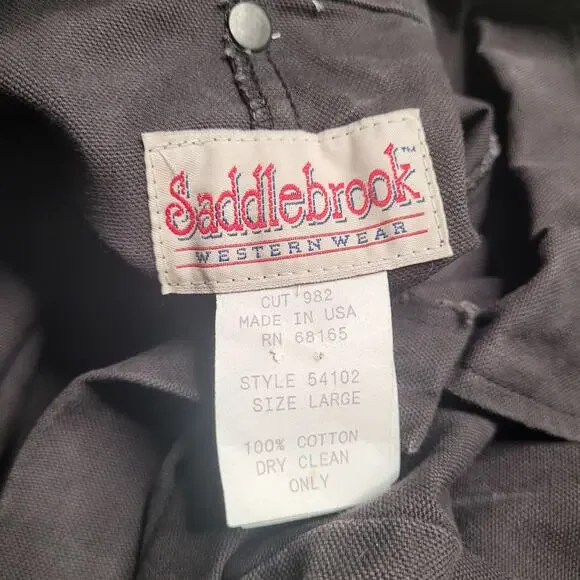 Saddlebrook™
WESTERN WEAR
CUT 982
MADE IN USA
RN 68165
STYLE 54102
SIZE LARGE
100% COTTON
DRY CLEAN
ONLY